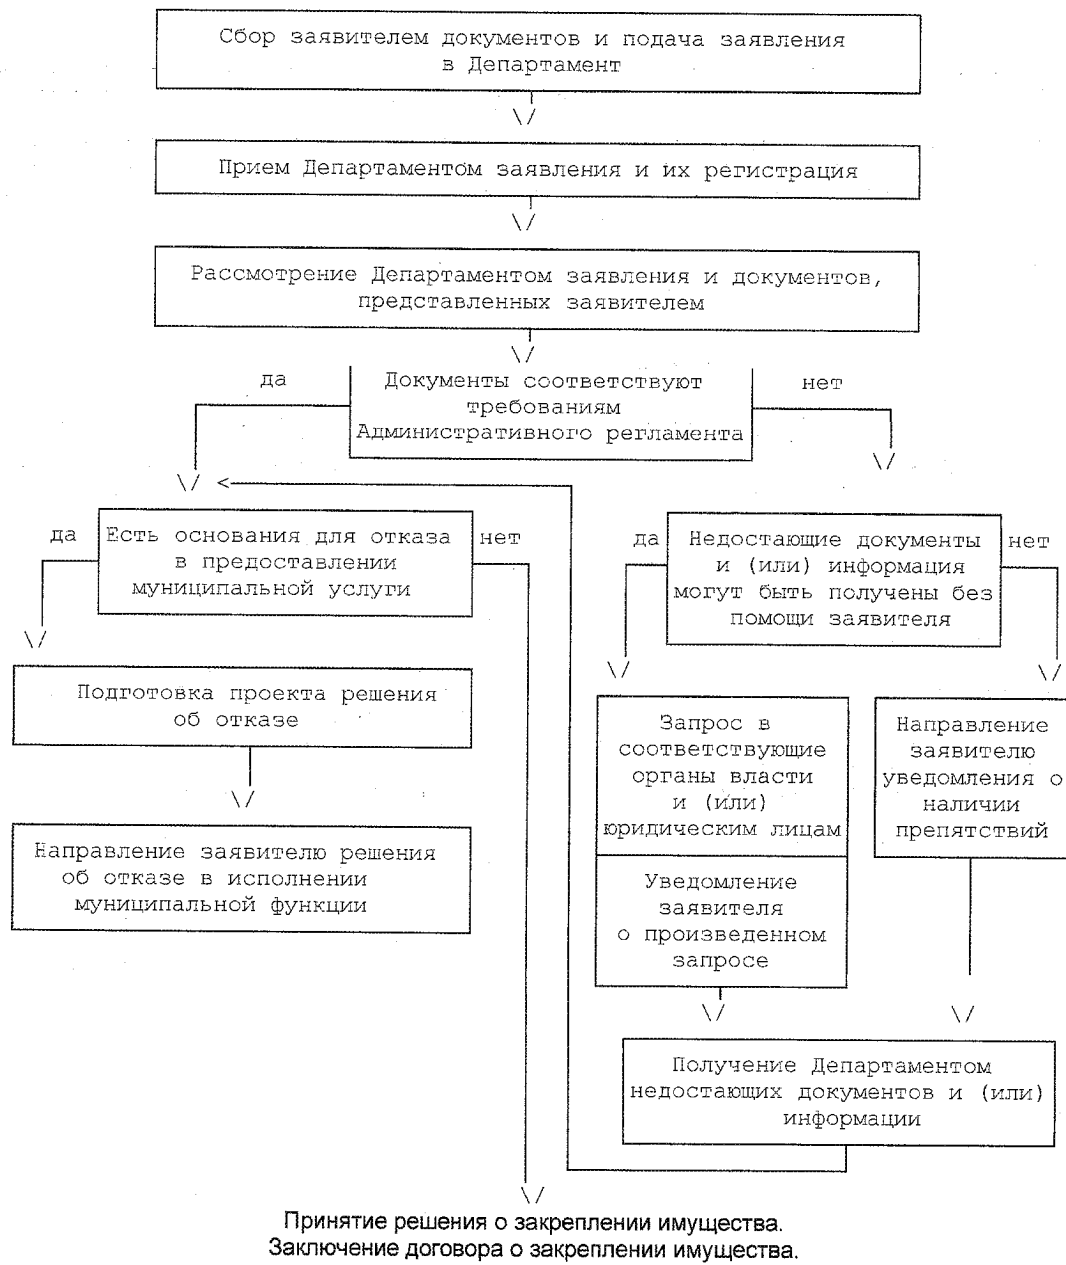 Сбор заявителем документов и подача заявления
в Департамент
Прием Департаментом заявления и их регистрация
Рассмотрение Департаментом заявления и документов,
представленных заявителем
да
Документы соответствуют
требованиям
Административного регламента
нет
да
Есть основания для отказа
в предоставлении
муниципальной услуги
нет
да
Недостающие документы
и (или) информация
могут быть получены без
помощи заявителя
нет
Подготовка проекта решения
об отказе
Запрос в
соответствующие
органы власти
и (или)
юридическим лицам
Направление
заявителю
уведомления о
наличии
препятствий
Направление заявителю решения
об отказе в исполнении
муниципальной функции
Уведомление
заявителя
о произведенном
запросе
Получение Департаментом
недостающих документов и (или)
информации
Принятие решения о закреплении имущества.
Заключение договора о закреплении имущества.